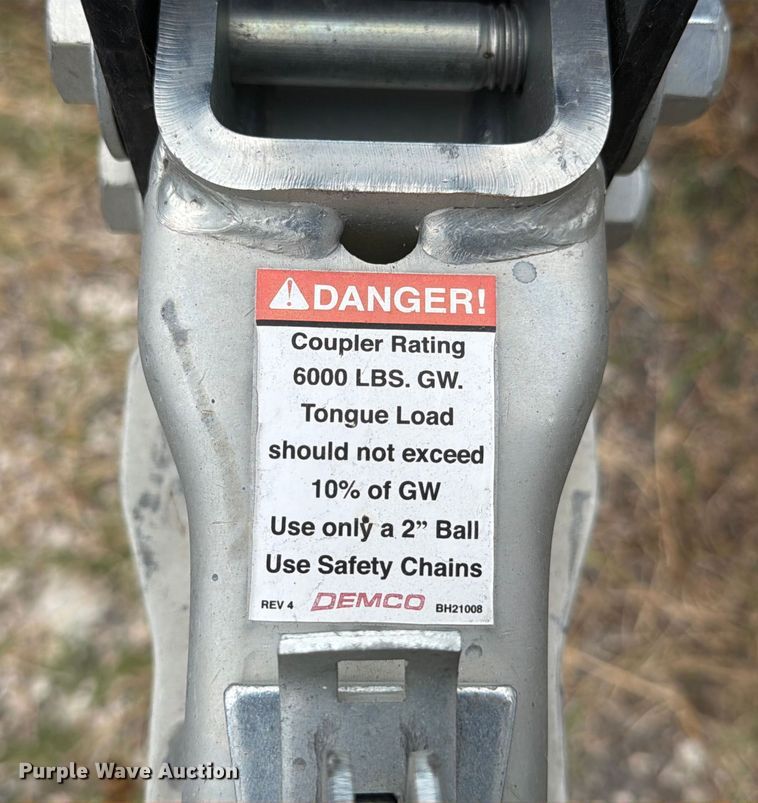 DANGER!
Coupler Rating
6000 LBS. GW.
Tongue Load
should not exceed
10% of GW
Use only a 2” Ball
Use Safety Chains
REV 4 DEMCO BH21008
Purple Wave Auction